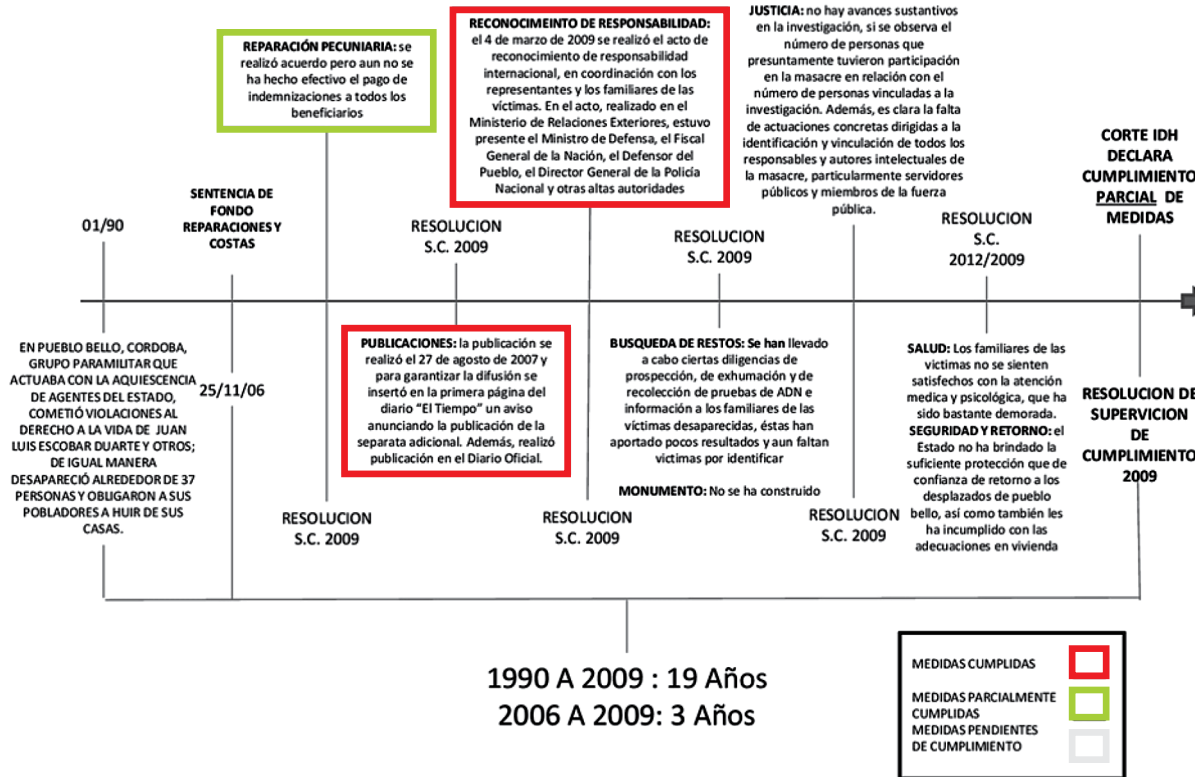 REPARACIÓN PECUNIARIA: se
realizó acuerdo pero aun no se
ha hecho efectivo el pago de
indemnizaciones a todos los
beneficiarios
RECONOCIMEINTO DE RESPONSABILIDAD:
el 4 de marzo de 2009 se realizó el acto de
reconocimiento de responsabilidad
internacional, en coordinación con los
representantes y los familiares de las
víctimas. En el acto, realizado en el
Ministerio de Relaciones Exteriores, estuvo
presente el Ministro de Defensa, el Fiscal
General de la Nación, el Defensor del
Pueblo, el Director General de la Policía
Nacional y otras altas autoridades
JUSTICIA: no hay avances sustantivos
en la investigación, si se observa el
número de personas que
presuntamente tuvieron participación
en la masacre en relación con el
número de personas vinculadas a la
investigación. Además, es clara la falta
de actuaciones concretas dirigidas a la
identificación y vinculación de todos los
responsables y autores intelectuales de
la masacre, particularmente servidores
públicos y miembros de la fuerza
pública.
CORTE IDH
DECLARA
CUMPLIMIENTO
PARCIAL DE
MEDIDAS
01/90
SENTENCIA DE
FONDO
REPARACIONES Y
COSTAS
RESOLUCION
S.C. 2009
RESOLUCION
S.C. 2009
RESOLUCION
S.C.
2012/2009
EN PUEBLO BELLO, CORDOBA,
GRUPO PARAMILITAR QUE
ACTUABA CON LA AQUIESCENCIA
DE AGENTES DEL ESTADO,
COMETIÓ VIOLACIONES AL
DERECHO A LA VIDA DE JUAN
LUIS ESCOBAR DUARTE Y OTROS;
DE IGUAL MANERA
DESAPARECIÓ ALREDEDOR DE 37
PERSONAS Y OBLIGARON A SUS
POBLADORES A HUIR DE SUS
CASAS.
25/11/06
PUBLICACIONES: la publicación se
realizó el 27 de agosto de 2007 y
para garantizar la difusión se
insertó en la primera página del
diario “El Tiempo” un aviso
anunciando la publicación de la
separata adicional. Además, realizó
publicación en el Diario Oficial.
BUSQUEDA DE RESTOS: Se han llevado
a cabo ciertas diligencias de
prospección, de exhumación y de
recolección de pruebas de ADN e
información a los familiares de las
víctimas desaparecidas, éstas han
aportado pocos resultados y aun faltan
victimas por identificar
MONUMENTO: No se ha construido
SALUD: Los familiares de las
víctimas no se sienten
satisfechos con la atención
medica y psicológica, que ha
sido bastante demorada.
SEGURIDAD Y RETORNO: el
Estado no ha brindado la
suficiente protección que de
confianza de retorno a los
desplazados de pueblo
bello, así como también les
ha incumplido con las
adecuaciones en vivienda
RESOLUCION DE
SUPERVICION
DE
CUMPLIMIENTO
2009
RESOLUCION
S.C. 2009
RESOLUCION
S.C. 2009
RESOLUCION
S.C. 2009
1990 A 2009 : 19 Años
2006 A 2009: 3 Años
MEDIDAS CUMPLIDAS
MEDIDAS PARCIALMENTE
CUMPLIDAS
MEDIDAS PENDIENTES
DE CUMPLIMIENTO